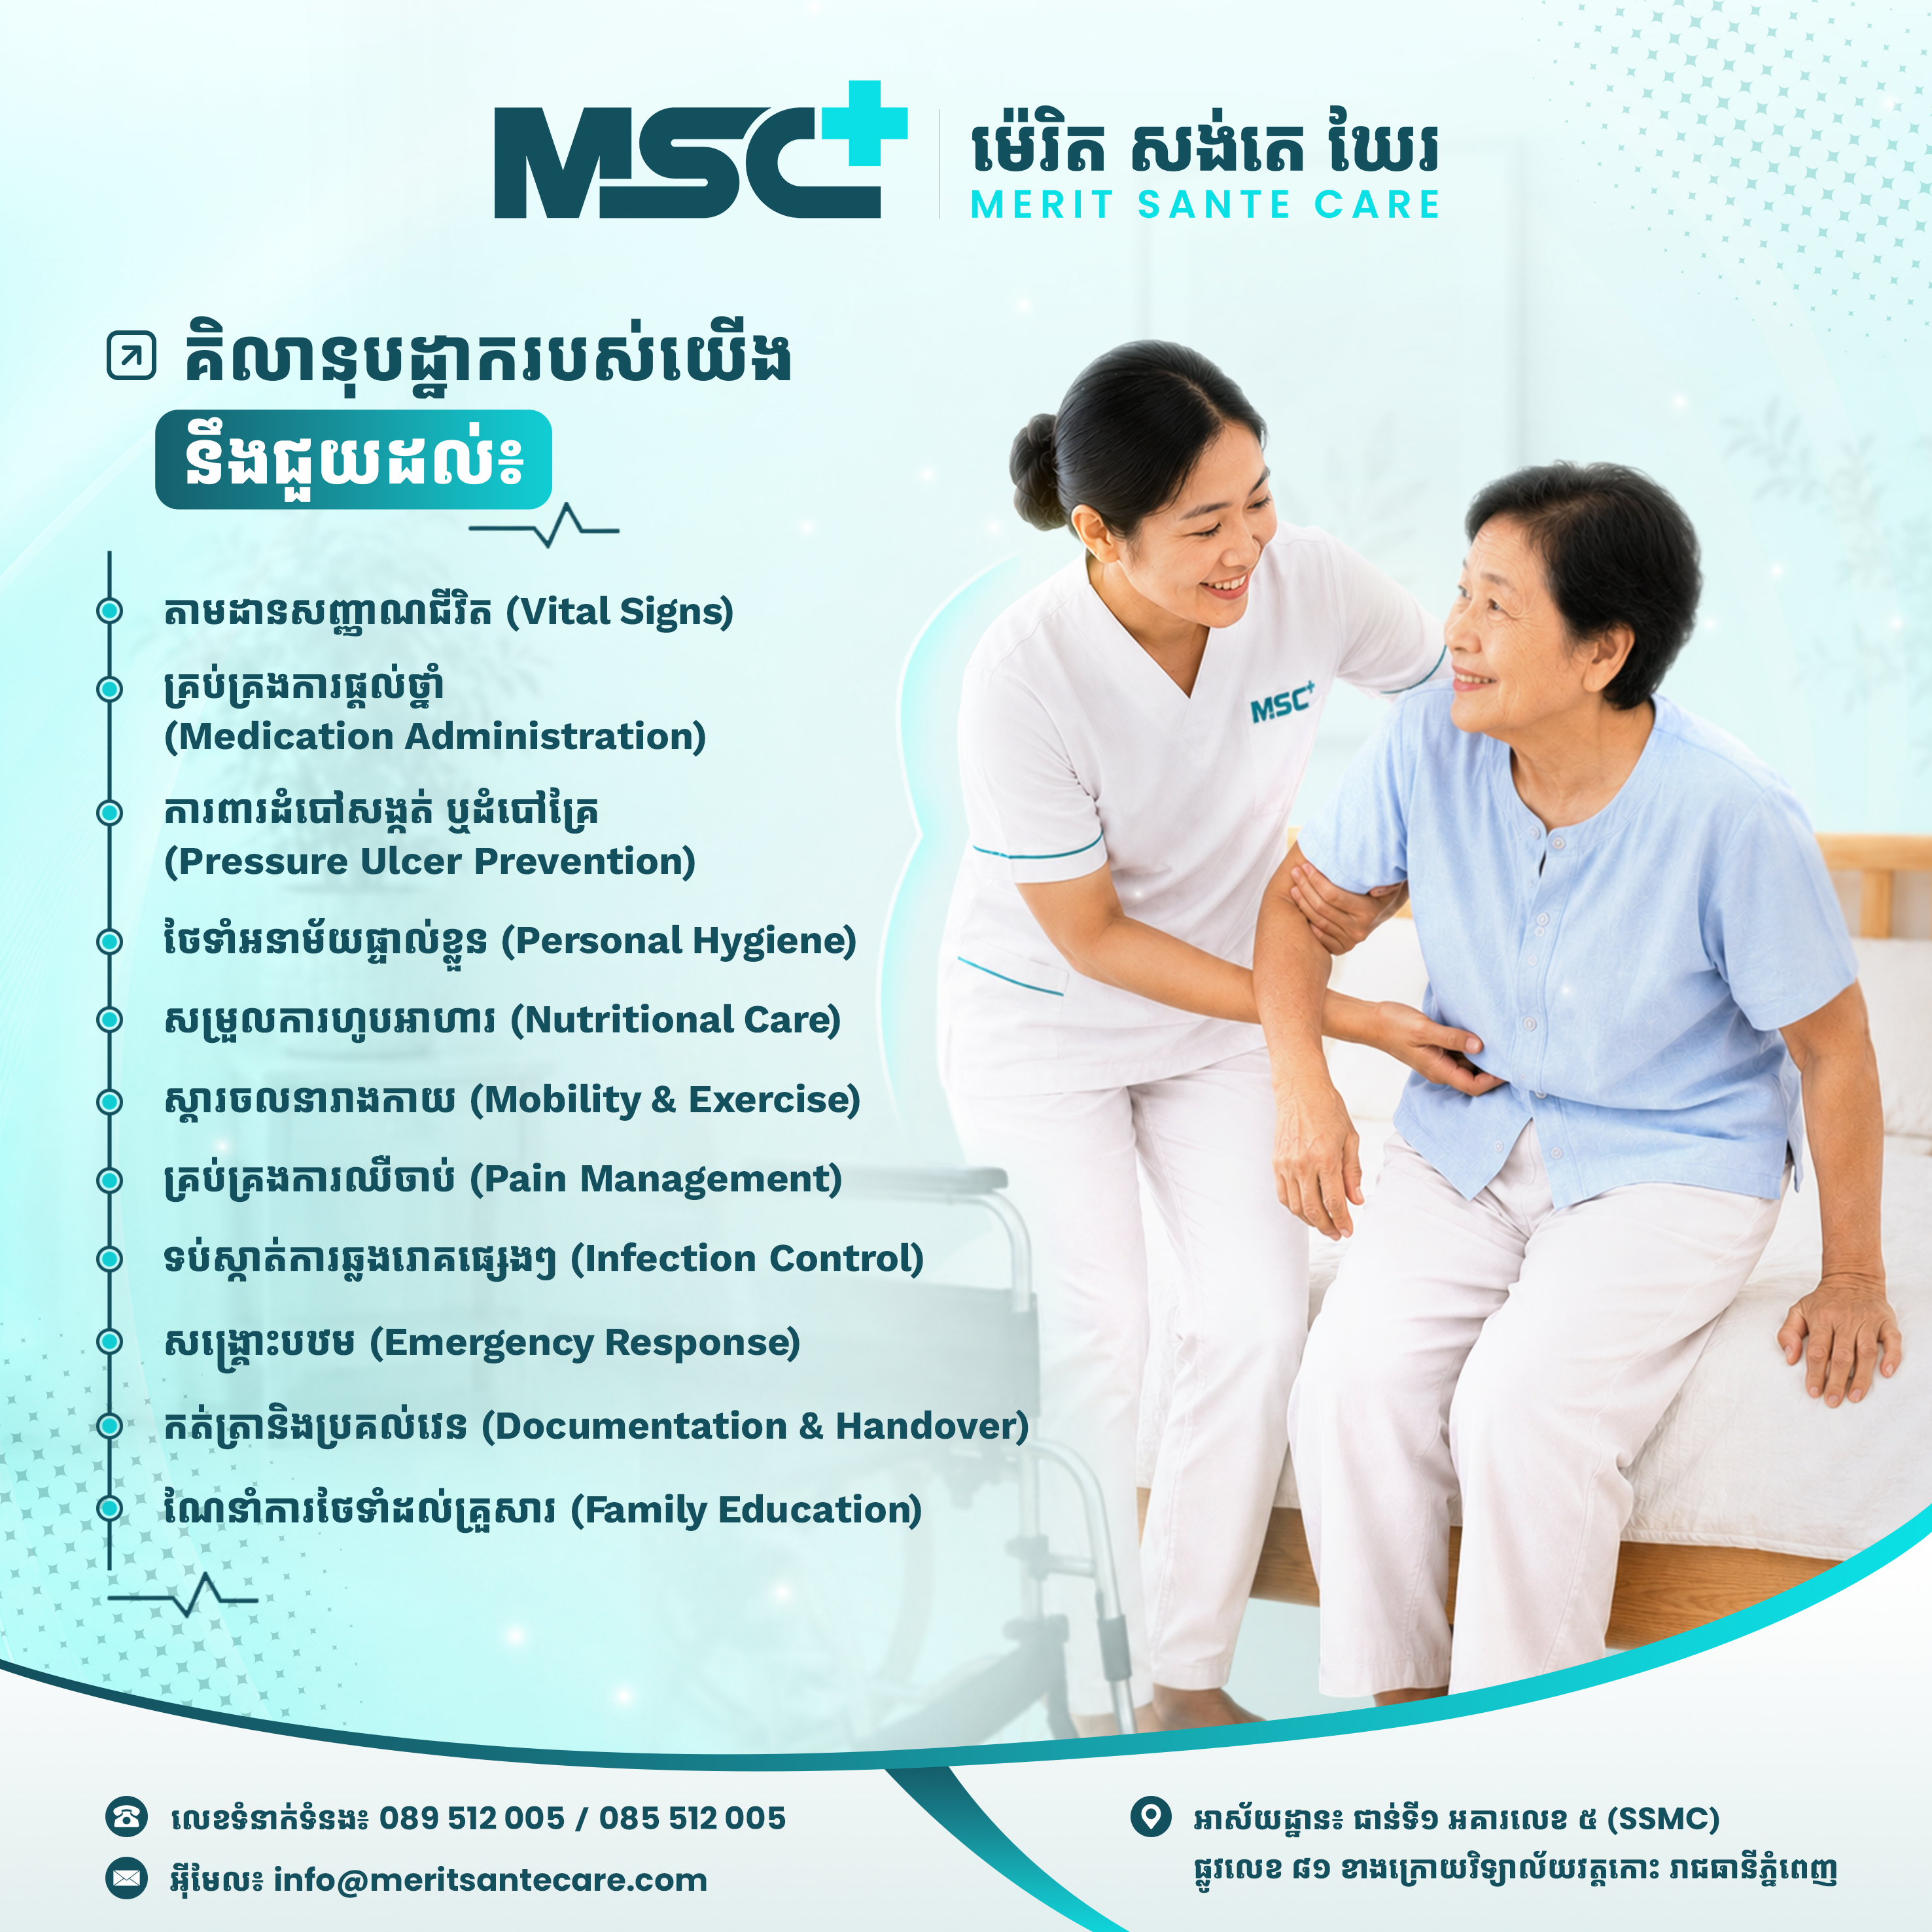 MSC+
ម៉េរិត សង់តេ ឃែរ
MERIT SANTE CARE
គិលានុបដ្ឋាករបស់យើង
នឹងជួយដល់៖
តាមដានសញ្ញាណជីវិត (Vital Signs)
គ្រប់គ្រងការផ្តល់ថ្នាំ
(Medication Administration)
ការពារដំបៅសង្កត់ ឬដំបៅគ្រែ
(Pressure Ulcer Prevention)
ថែទាំអនាម័យផ្ទាល់ខ្លួន (Personal Hygiene)
សម្រួលការហូបអាហារ (Nutritional Care)
ស្តារចលនារាងកាយ (Mobility & Exercise)
គ្រប់គ្រងការឈឺចាប់ (Pain Management)
ទប់ស្កាត់ការឆ្លងរោគផ្សេងៗ (Infection Control)
សង្គ្រោះបឋម (Emergency Response)
កត់ត្រានិងប្រគល់វេន (Documentation & Handover)
ណែនាំការថែទាំដល់គ្រួសារ (Family Education)
MSC+
លេខទំនាក់ទំនង៖ 089 512 005 / 085 512 005
អ៊ីមែល៖ info@meritsantecare.com
អាស័យដ្ឋាន៖ ជាន់ទី១ អគារលេខ ៥ (SSMC)
ផ្លូវលេខ ៨១ ខាងក្រោយវិទ្យាល័យវត្តកោះ រាជធានីភ្នំពេញ